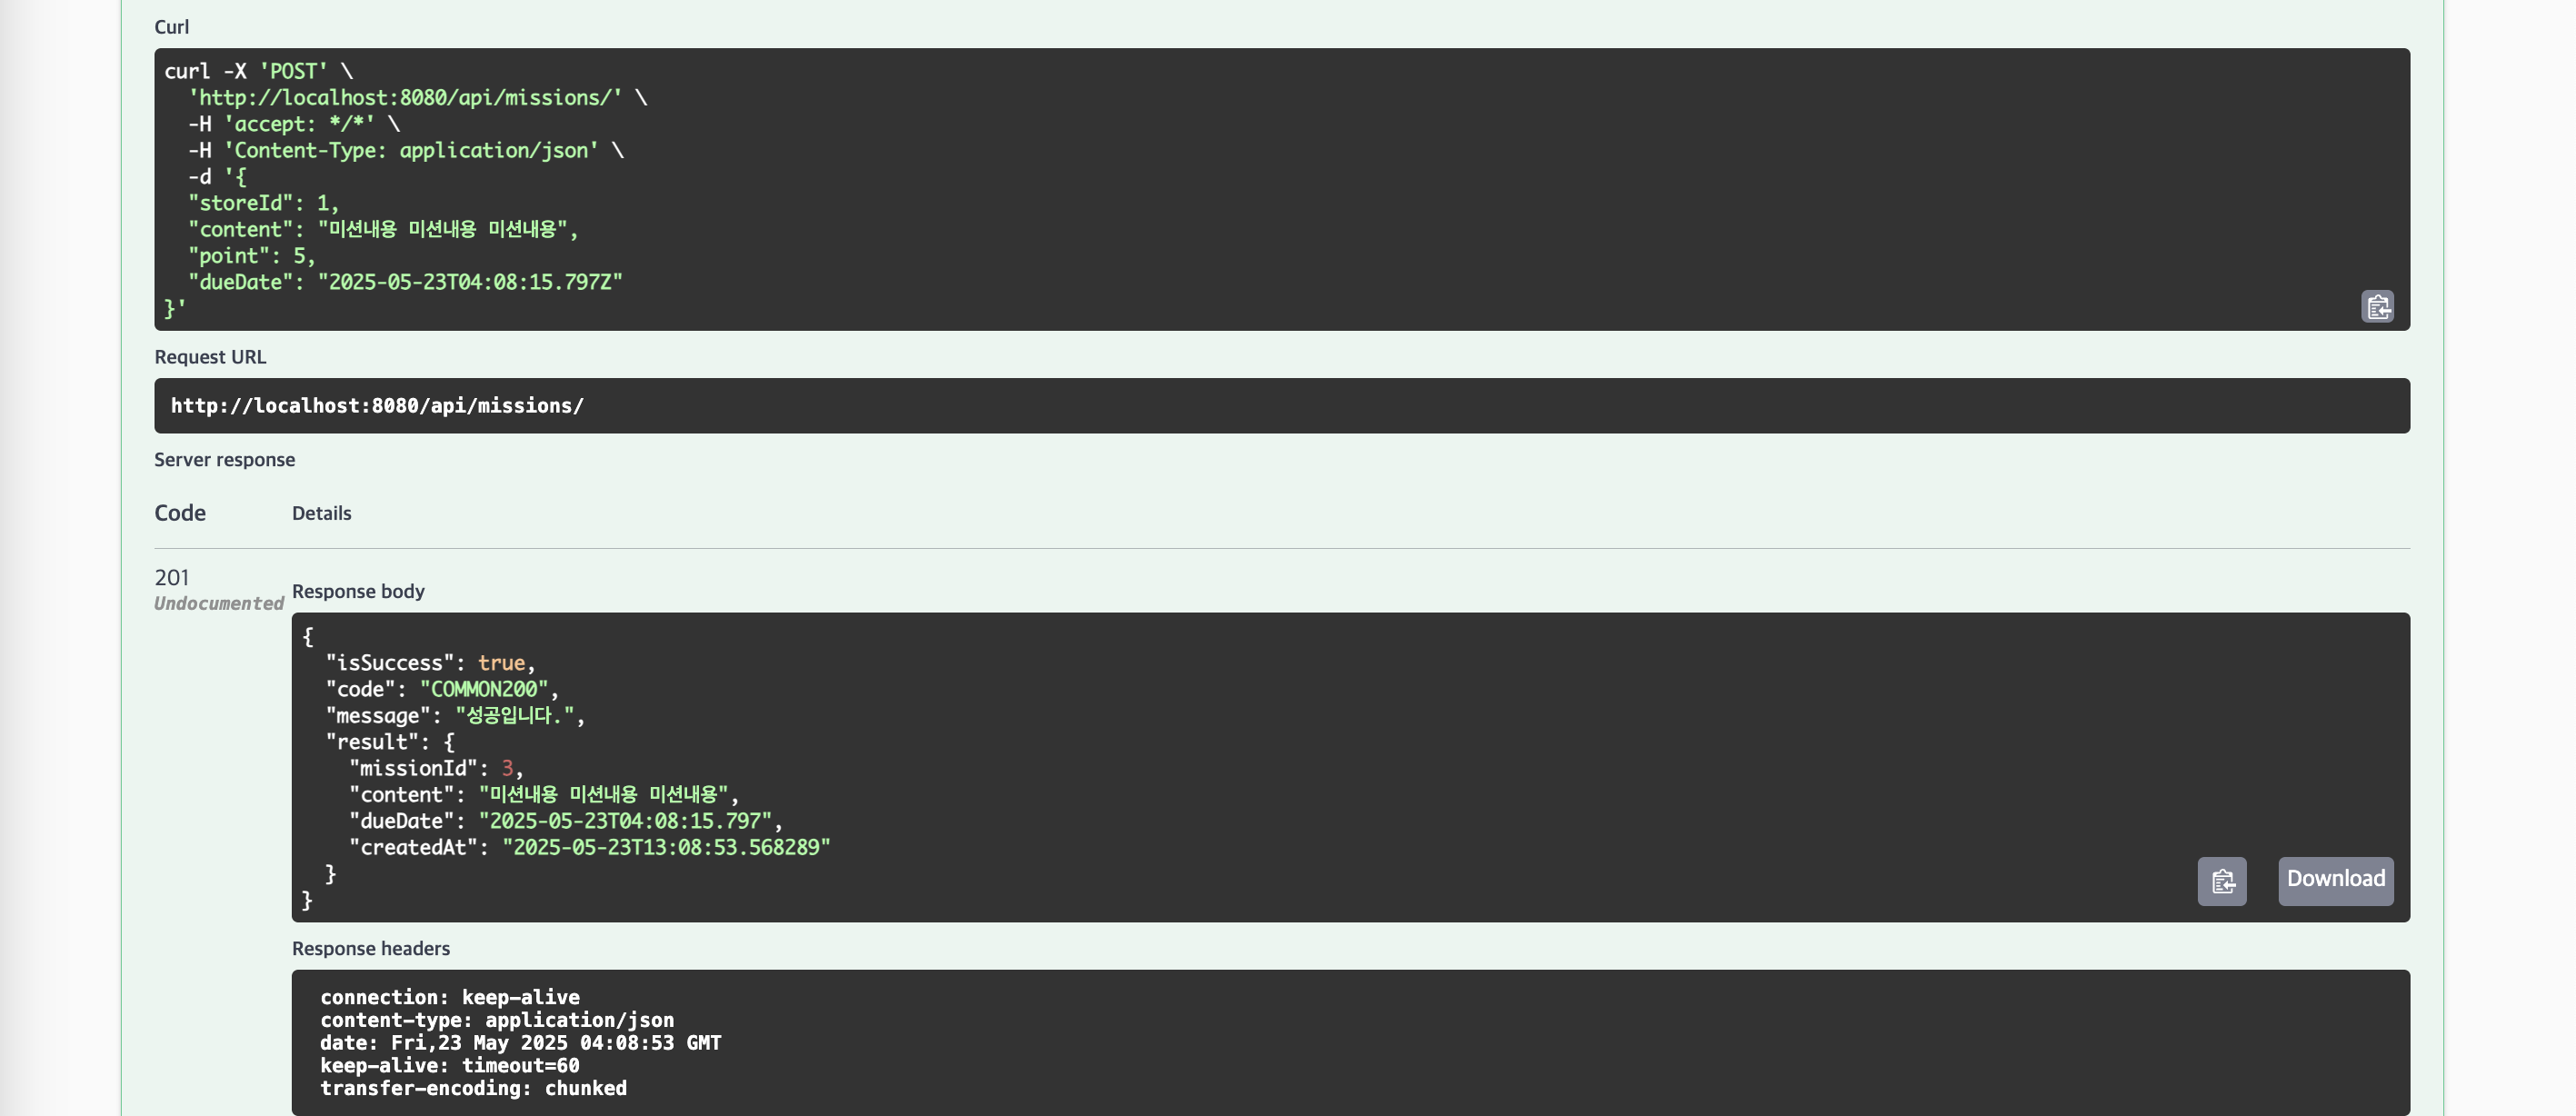 Curl
curl -X 'POST' \
  'http://localhost:8080/api/missions/' \
  -H 'accept: */*' \
  -H 'Content-Type: application/json' \
  -d '{
  "storeId": 1,
  "content": "미션내용 미션내용 미션내용",
  "point": 5,
  "dueDate": "2025-05-23T04:08:15.797Z"
}'
Request URL
http://localhost:8080/api/missions/
Server response
Code Details
201
Undocumented
Response body
{
  "isSuccess": true,
  "code": "COMMON200",
  "message": "성공입니다.",
  "result": {
    "missionId": 3,
    "content": "미션내용 미션내용 미션내용",
    "dueDate": "2025-05-23T04:08:15.797",
    "createdAt": "2025-05-23T13:08:53.568289"
  }
}
Download
Response headers
connection: keep-alive
content-type: application/json
date: Fri,23 May 2025 04:08:53 GMT
keep-alive: timeout=60
transfer-encoding: chunked